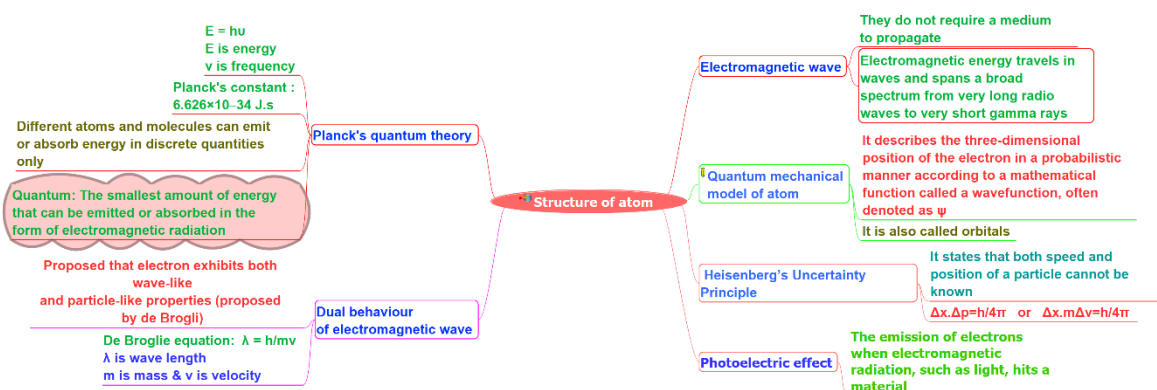 E = hυ
E is energy
v is frequency
Planck's constant :
6.626×10–34 J.s
Different atoms and molecules can emit
or absorb energy in discrete quantities
only
Quantum: The smallest amount of energy
that can be emitted or absorbed in the
form of electromagnetic radiation
Planck's quantum theory
Proposed that electron exhibits both
wave-like
and particle-like properties (proposed
by de Brogli)
De Broglie equation: λ = h/mv
λ is wave length
m is mass & v is velocity
Dual behaviour
of electromagnetic wave
Structure of atom
Electromagnetic wave
They do not require a medium
to propagate
Electromagnetic energy travels in
waves and spans a broad
spectrum from very long radio
waves to very short gamma rays
Quantum mechanical
model of atom
It describes the three-dimensional
position of the electron in a probabilistic
manner according to a mathematical
function called a wavefunction, often
denoted as ψ
It is also called orbitals
Heisenberg's Uncertainty
Principle
It states that both speed and
position of a particle cannot be
known
Δx.Δp=h/4π or Δx.mΔv=h/4π
Photoelectric effect
The emission of electrons
when electromagnetic
radiation, such as light, hits a
material